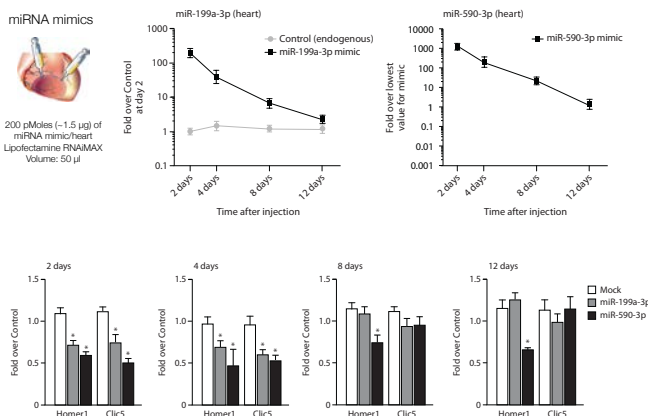 miRNA mimics
200 pMoles (~1.5 µg) of
miRNA mimic/heart
Lipofectamine RNAiMAX
Volume: 50 µl
miR-199a-3p (heart)
Fold over Control
at day 2
1000
100
10
1
0.1
Control (endogenous)
miR-199a-3p mimic
2 days
4 days
8 days
12 days
Time after injection
miR-590-3p (heart)
Fold over lowest
value for mimic
10000
1000
100
10
1
0.1
0.01
0.001
miR-590-3p mimic
2 days
4 days
8 days
12 days
Time after injection
2 days
Fold over Control
1.5
1.0
0.5
0
* * * *
Homer1 Clic5
4 days
Fold over Control
1.5
1.0
0.5
0
* * * *
Homer1 Clic5
8 days
Fold over Control
1.5
1.0
0.5
0
*
Homer1 Clic5
12 days
Fold over Control
1.5
1.0
0.5
0
*
Homer1 Clic5
Mock
miR-199a-3p
miR-590-3p